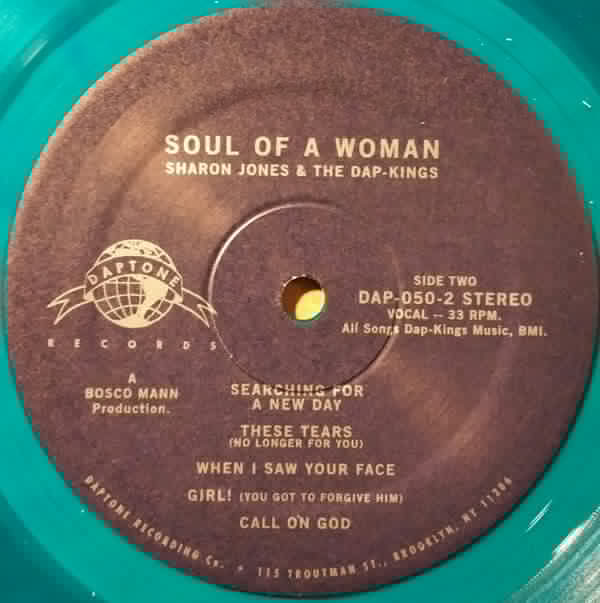 SOUL OF A WOMAN
SHARON JONES & THE DAP-KINGS
DAPTONE
RECORDS
SIDE TWO
DAP-050-2 STEREO
VOCAL -- 33 RPM.
All Songs Dap-Kings Music, BMI.
A
BOSCO MANN
Production.
SEARCHING FOR
A NEW DAY
THESE TEARS
(NO LONGER FOR YOU)
WHEN I SAW YOUR FACE
GIRL! (YOU GOT TO FORGIVE HIM)
CALL ON GOD
DAPTONE RECORDING Co. • 115 TROUTMAN ST., BROOKLYN, NY 11206